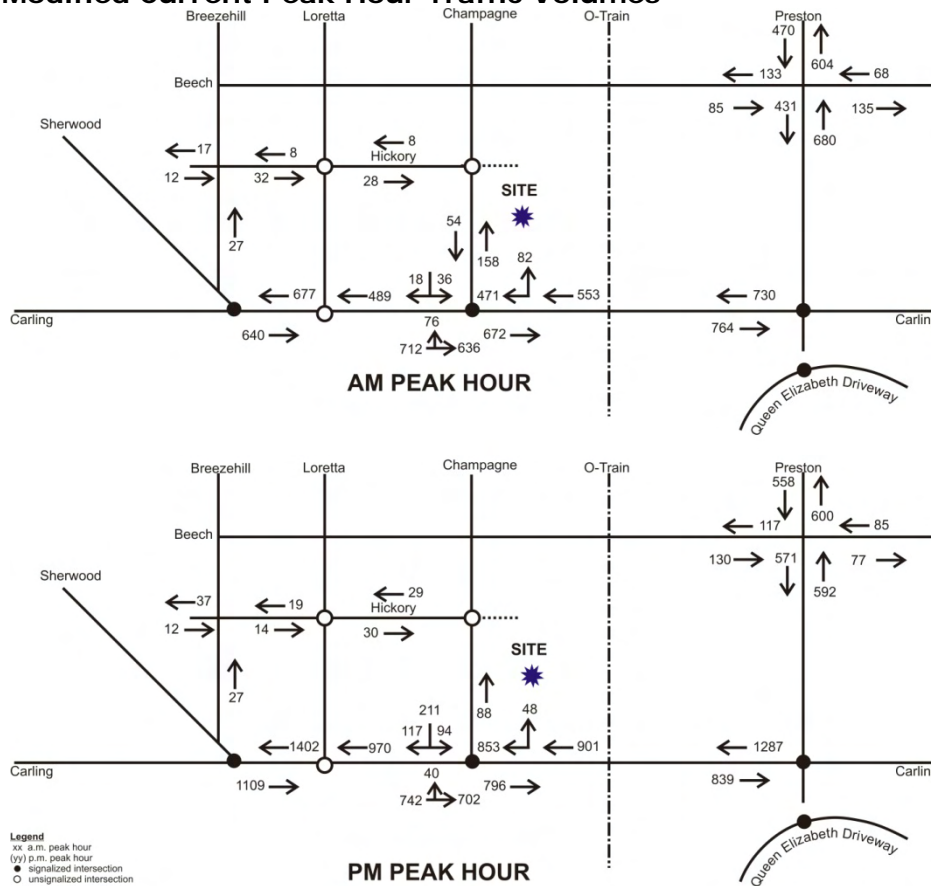 Modified Current Peak Hour Traffic Volumes
Breezehill Loretta Champagne O-Train Preston
470
604
133 68
Beech
85 431 135
680
Sherwood
17 8 8
Hickory
12 32 28
SITE
54
27 158 82
18 36
677 489 471 553 730
Carling Carlin
76
640 672 764
712 636
AM PEAK HOUR
Queen Elizabeth Driveway
Breezehill Loretta Champagne O-Train Preston
558
600
117 85
Beech
130 571 77
592
Sherwood
37 19 29
Hickory
12 14 30
SITE
27 88 48
211
117 94
1402 970 853 901 1287
Carling Carlin
40
1109 796 839
742 702
Queen Elizabeth Driveway
Legend
xx a.m. peak hour
(yy) p.m. peak hour
signalized intersection
unsignalized intersection
PM PEAK HOUR